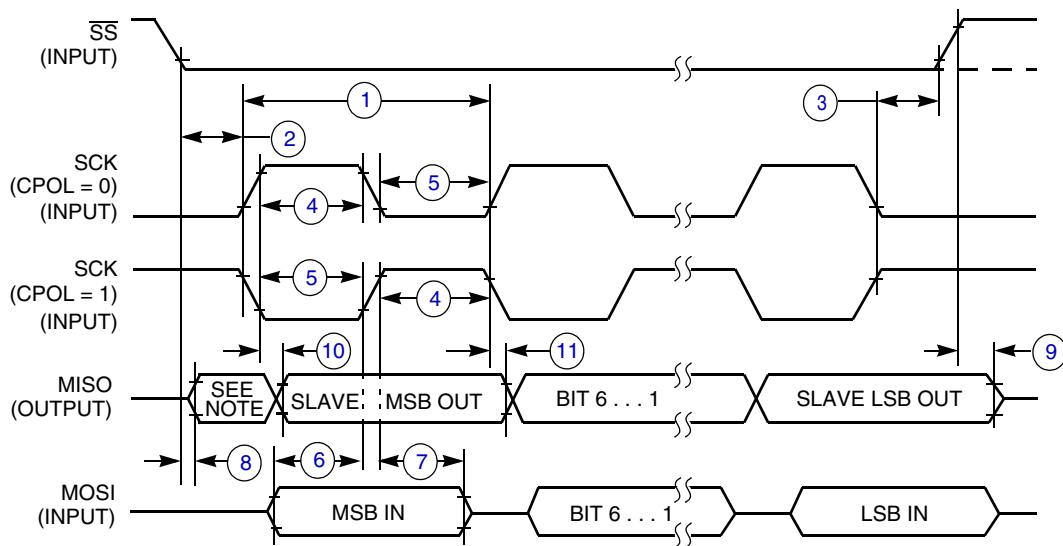 SS
(INPUT)
1
3
2
SCK
(CPOL = 0)
(INPUT)
5
4
SCK
(CPOL = 1)
(INPUT)
5
4
10
11
9
MISO
(OUTPUT)
SEE
NOTE
SLAVE
MSB OUT
BIT 6 . . . 1
SLAVE LSB OUT
8
6
7
MOSI
(INPUT)
MSB IN
BIT 6 . . . 1
LSB IN